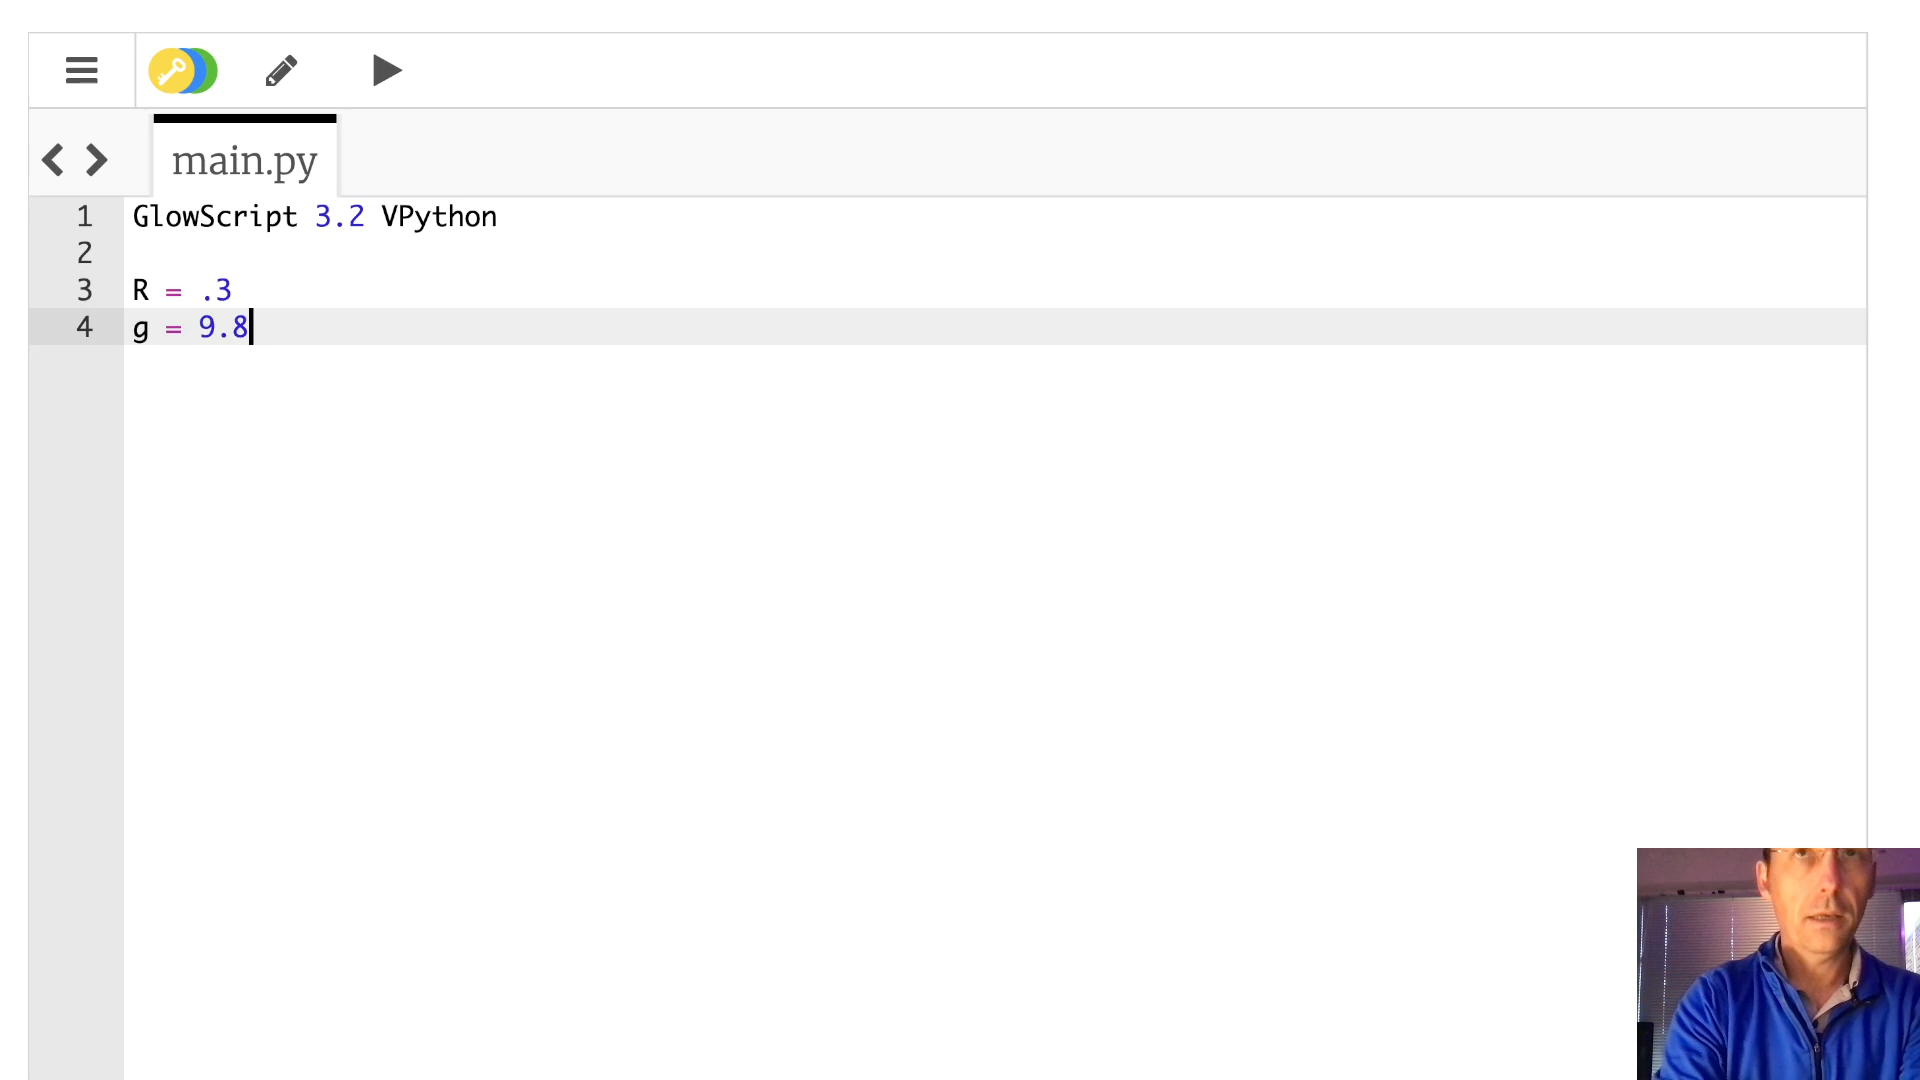 main.py
1 GlowScript 3.2 VPython
2
3 R = .3
4 g = 9.8